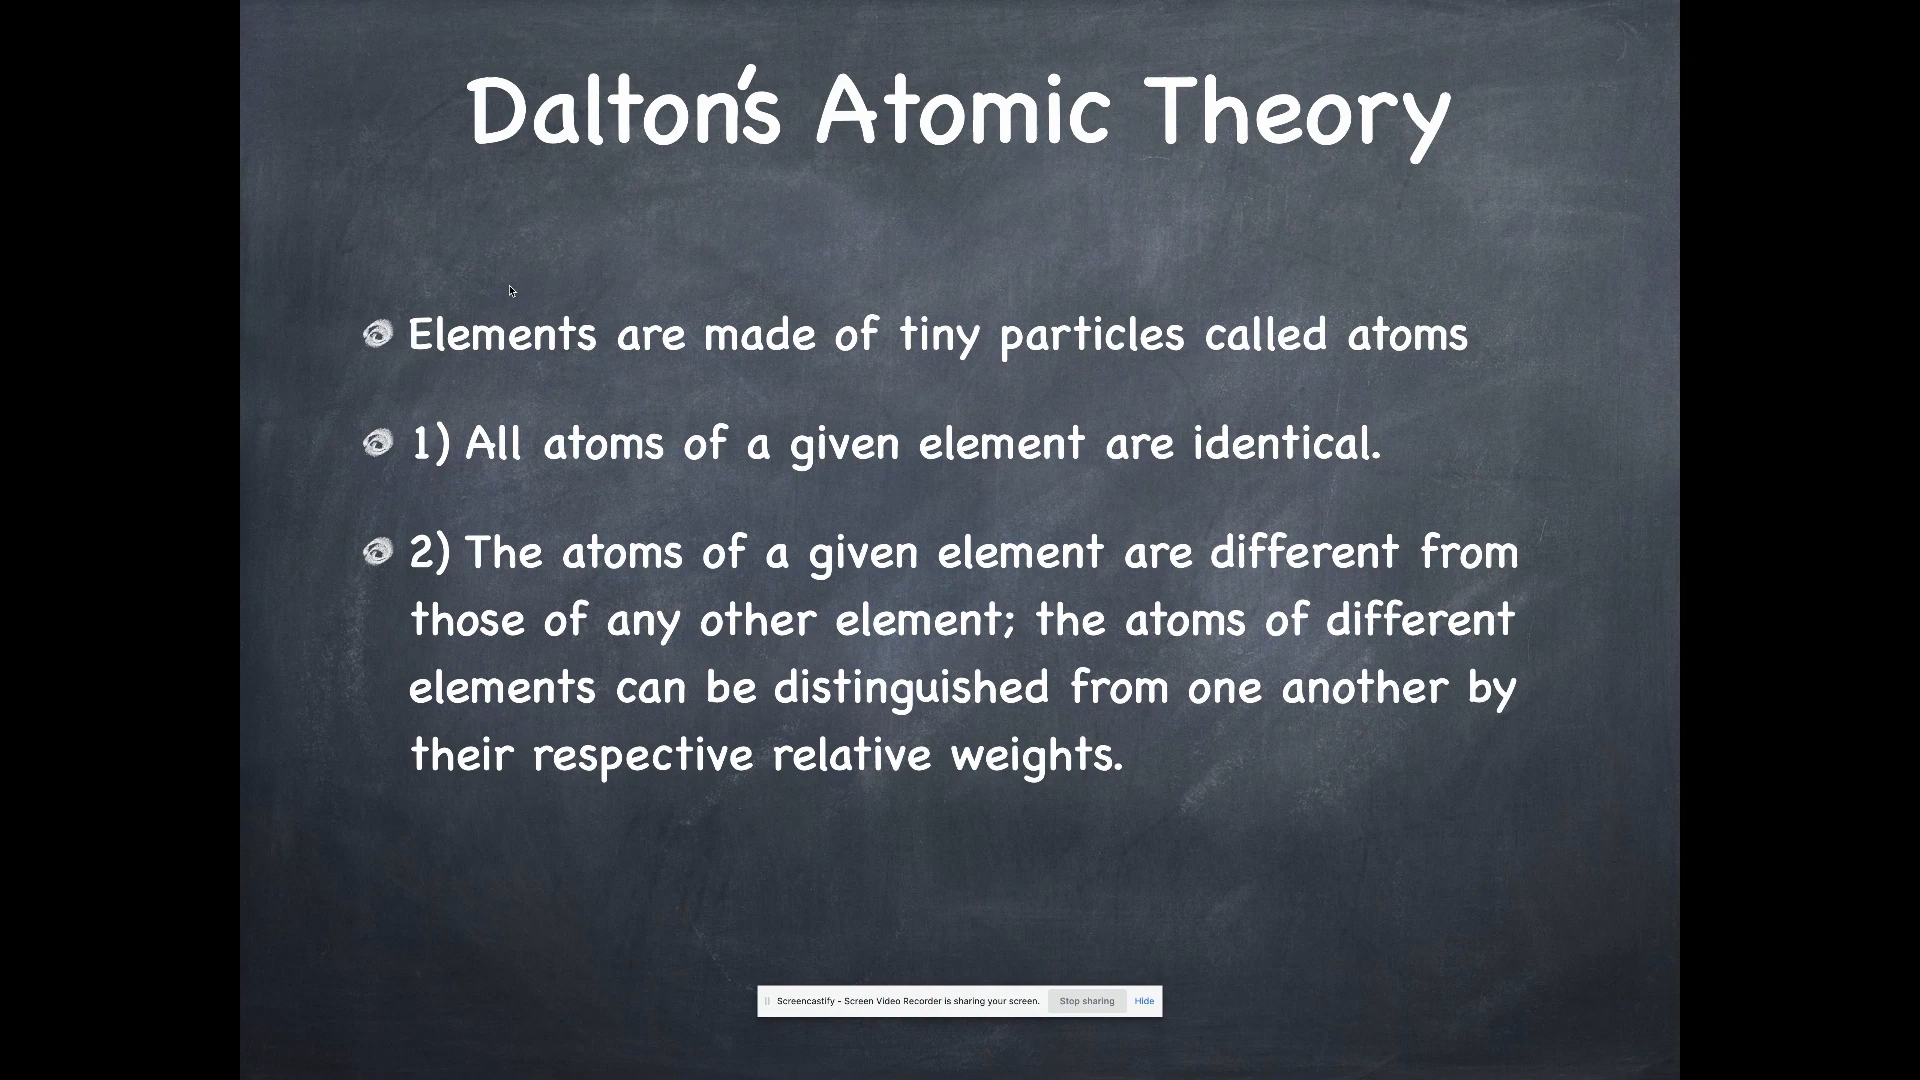 Dalton's Atomic Theory
Elements are made of tiny particles called atoms
1) All atoms of a given element are identical.
2) The atoms of a given element are different from
those of any other element; the atoms of different
elements can be distinguished from one another by
their respective relative weights.
Screencastify - Screen Video Recorder is sharing your screen. Stop sharing Hide